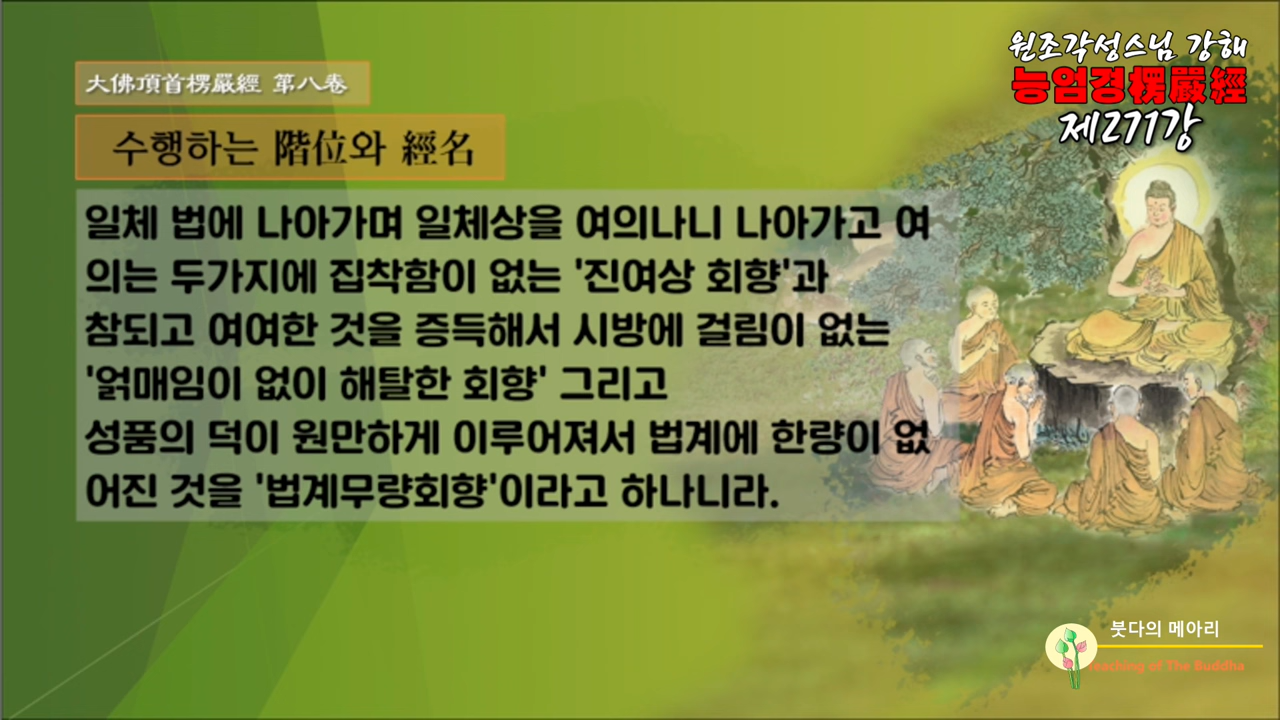 원조각성스님 강해
능엄경楞嚴經
제271강
大佛頂首楞嚴經 第八卷
수행하는 階位와 經名
일체 법에 나아가며 일체상을 여의나니 나아가고 여
의는 두가지에 집착함이 없는 '진여상 회향'과
참되고 여여한 것을 증득해서 시방에 걸림이 없는
'얽매임이 없이 해탈한 회향' 그리고
성품의 덕이 원만하게 이루어져서 법계에 한량이 없
어진 것을 '법계무량회향'이라고 하나니라.
붓다의 메아리
Teaching of The Buddha